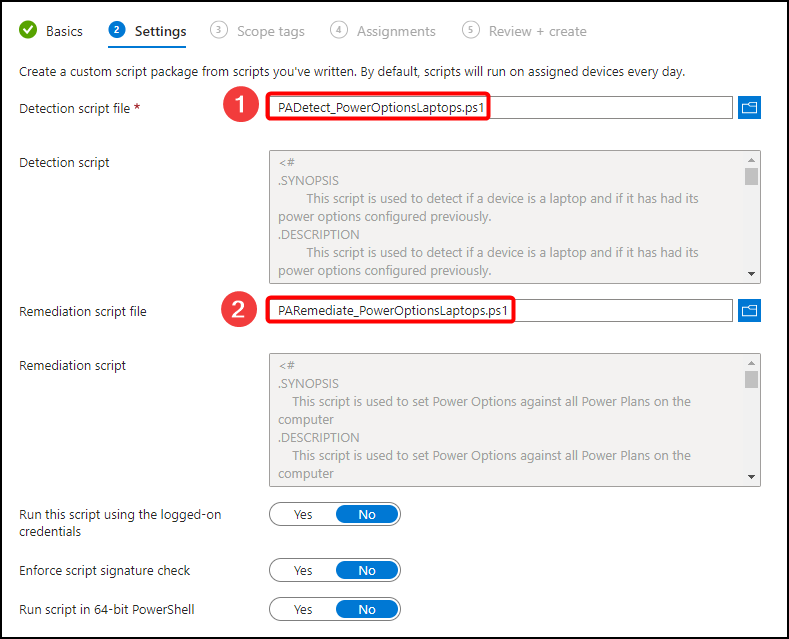 Basics 2 Settings 3 Scope tags 4 Assignments 5 Review + create
Create a custom script package from scripts you've written. By default, scripts will run on assigned devices every day.
Detection script file * 1 PADetect_PowerOptionsLaptops.ps1
Detection script
<#
.SYNOPSIS
This script is used to detect if a device is a laptop and if it has had its
power options configured previously.
.DESCRIPTION
This script is used to detect if a device is a laptop and if it has had its
power options configured previously.
Remediation script file 2 PARemediate_PowerOptionsLaptops.ps1
Remediation script
<#
.SYNOPSIS
This script is used to set Power Options against all Power Plans on the
computer
.DESCRIPTION
This script is used to set Power Options against all Power Plans on the
computer
Run this script using the logged-on
credentials
Yes No
Enforce script signature check Yes No
Run script in 64-bit PowerShell Yes No